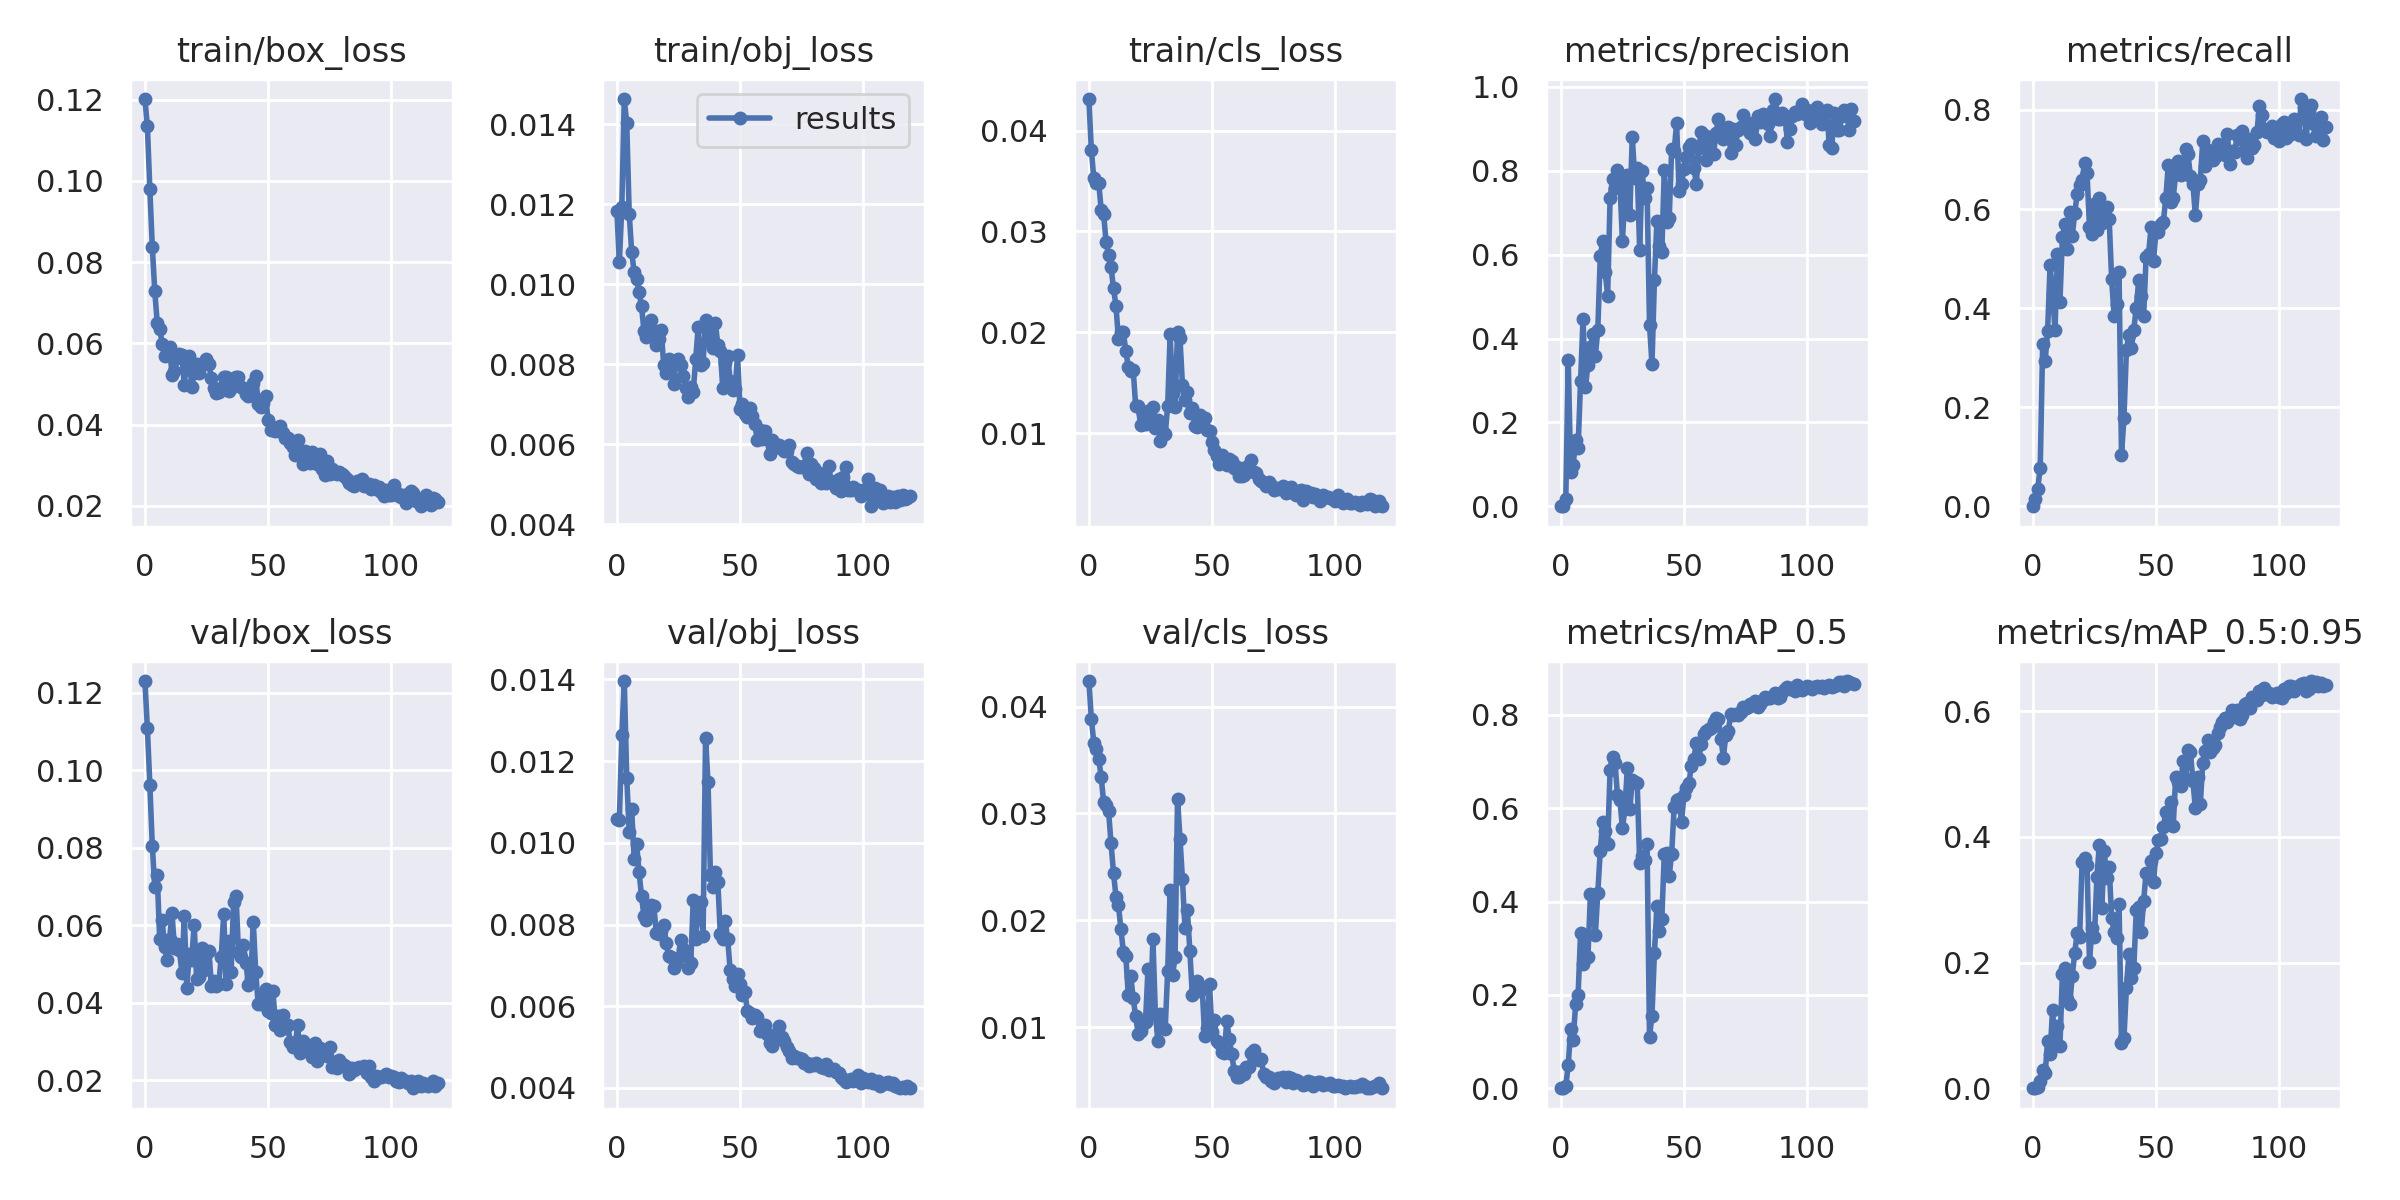 train/box_loss
0.12
0.10
0.08
0.06
0.04
0.02
0 50 100
train/obj_loss
results
0.014
0.012
0.010
0.008
0.006
0.004
0 50 100
train/cls_loss
0.04
0.03
0.02
0.01
0 50 100
metrics/precision
1.0
0.8
0.6
0.4
0.2
0.0
0 50 100
metrics/recall
0.8
0.6
0.4
0.2
0.0
0 50 100
val/box_loss
0.12
0.10
0.08
0.06
0.04
0.02
0 50 100
val/obj_loss
0.014
0.012
0.010
0.008
0.006
0.004
0 50 100
val/cls_loss
0.04
0.03
0.02
0.01
0 50 100
metrics/mAP_0.5
0.8
0.6
0.4
0.2
0.0
0 50 100
metrics/mAP_0.5:0.95
0.6
0.4
0.2
0.0
0 50 100